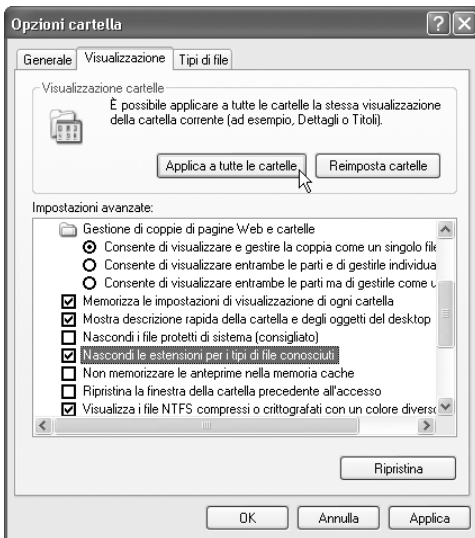 Opzioni cartella
Generale Visualizzazione Tipi di file
Visualizzazione cartelle
È possibile applicare a tutte le cartelle la stessa visualizzazione
della cartella corrente (ad esempio, Dettagli o Titoli).
Applica a tutte le cartelle Reimposta cartelle
Impostazioni avanzate:
Gestione di coppie di pagine Web e cartelle
Consente di visualizzare e gestire la coppia come un singolo file
Consente di visualizzare entrambe le parti e di gestirle individua
Consente di visualizzare entrambe le parti ma di gestirle come u
Memorizza le impostazioni di visualizzazione di ogni cartella
Mostra descrizione rapida della cartella e degli oggetti del desktop
Nascondi i file protetti di sistema (consigliato)
Nascondi le estensioni per i tipi di file conosciuti
Non memorizzare le anteprime nella memoria cache
Ripristina la finestra della cartella precedente all'accesso
Visualizza i file NTFS compressi o crittografati con un colore diverso
Ripristina
OK Annulla Applica